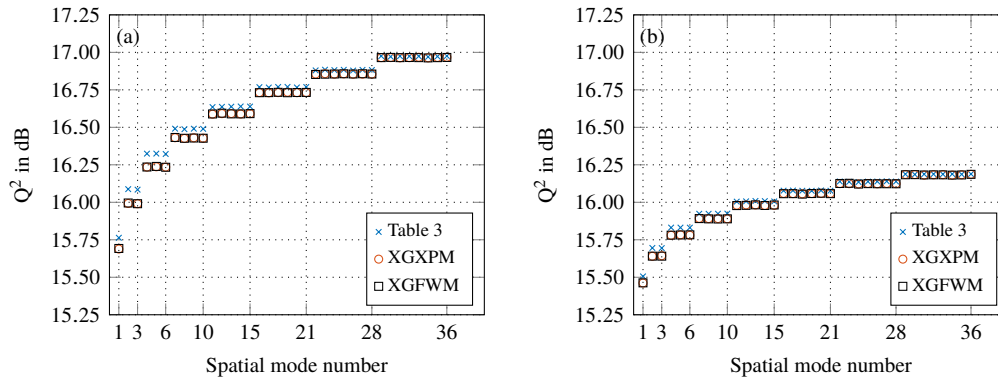 (a)
Q² in dB
17.25
17.00
16.75
16.50
16.25
16.00
15.75
15.50
15.25
1 3 6 10 15 21 28 36
Spatial mode number
Table 3
XGXPM
XGFWM
(b)
Q² in dB
17.25
17.00
16.75
16.50
16.25
16.00
15.75
15.50
15.25
1 3 6 10 15 21 28 36
Spatial mode number
Table 3
XGXPM
XGFWM